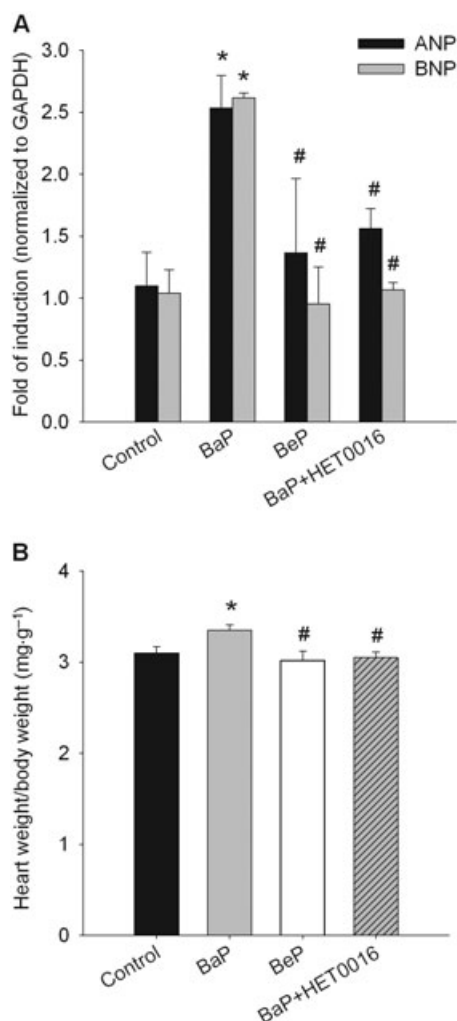 A
ANP
BNP
Fold of induction (normalized to GAPDH)
3.0
2.5
2.0
1.5
1.0
0.5
0.0
* *
# # # #
Control
BaP
BeP
BaP+HET0016
B
Heart weight/body weight (mg·g⁻¹)
4
3
2
1
0
* # #
Control
BaP
BeP
BaP+HET0016